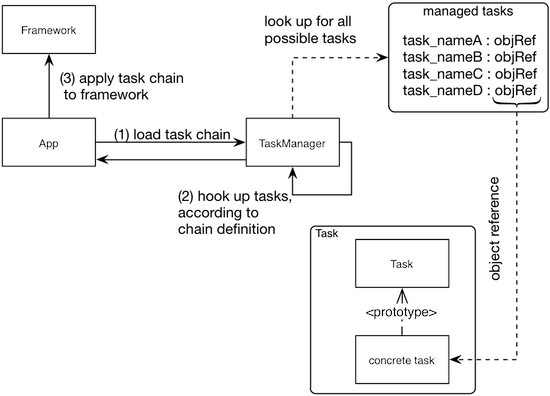 Framework
look up for all
possible tasks
managed tasks
task_nameA : objRef
task_nameB : objRef
task_nameC : objRef
task_nameD : objRef
(3) apply task chain
to framework
App
(1) load task chain
TaskManager
(2) hook up tasks,
according to
chain definition
object reference
Task
Task
<prototype>
concrete task